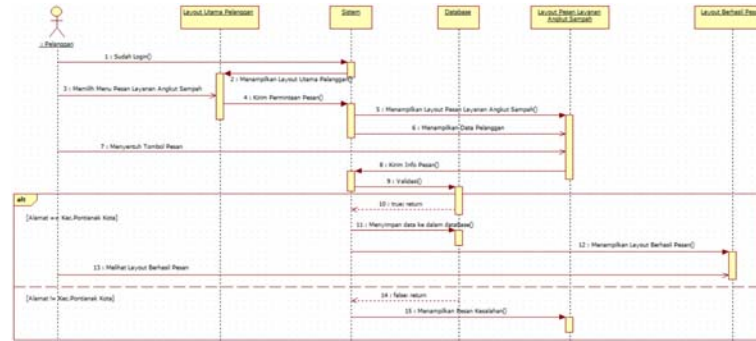 Layout Utama Pelanggan
Sistem
Database
Layout Pesan Layanan
Angkut Sampah
Layout Berhasil Pesa
: Pelanggan
1 : Sudah Login()
2 : Menampilkan Layout Utama Pelanggan()
3 : Memilih Menu Pesan Layanan Angkut Sampah
4 : Kirim Permintaan Pesan()
5 : Menampilkan Layout Pesan Layanan Angkut Sampah()
6 : Menampilkan Data Pelanggan
7 : Menyentuh Tombol Pesan
8 : Kirim Info Pesan()
9 : Validasi()
alt
10 : true: return
[Alamat == Kec.Pontianak Kota]
11 : Menyimpan data ke dalam database()
12 : Menampilkan Layout Berhasil Pesan()
13 : Melihat Layout Berhasil Pesan
[Alamat != Kec.Pontianak Kota]
14 : false: return
15 : Menampilkan Pesan Kesalahan()